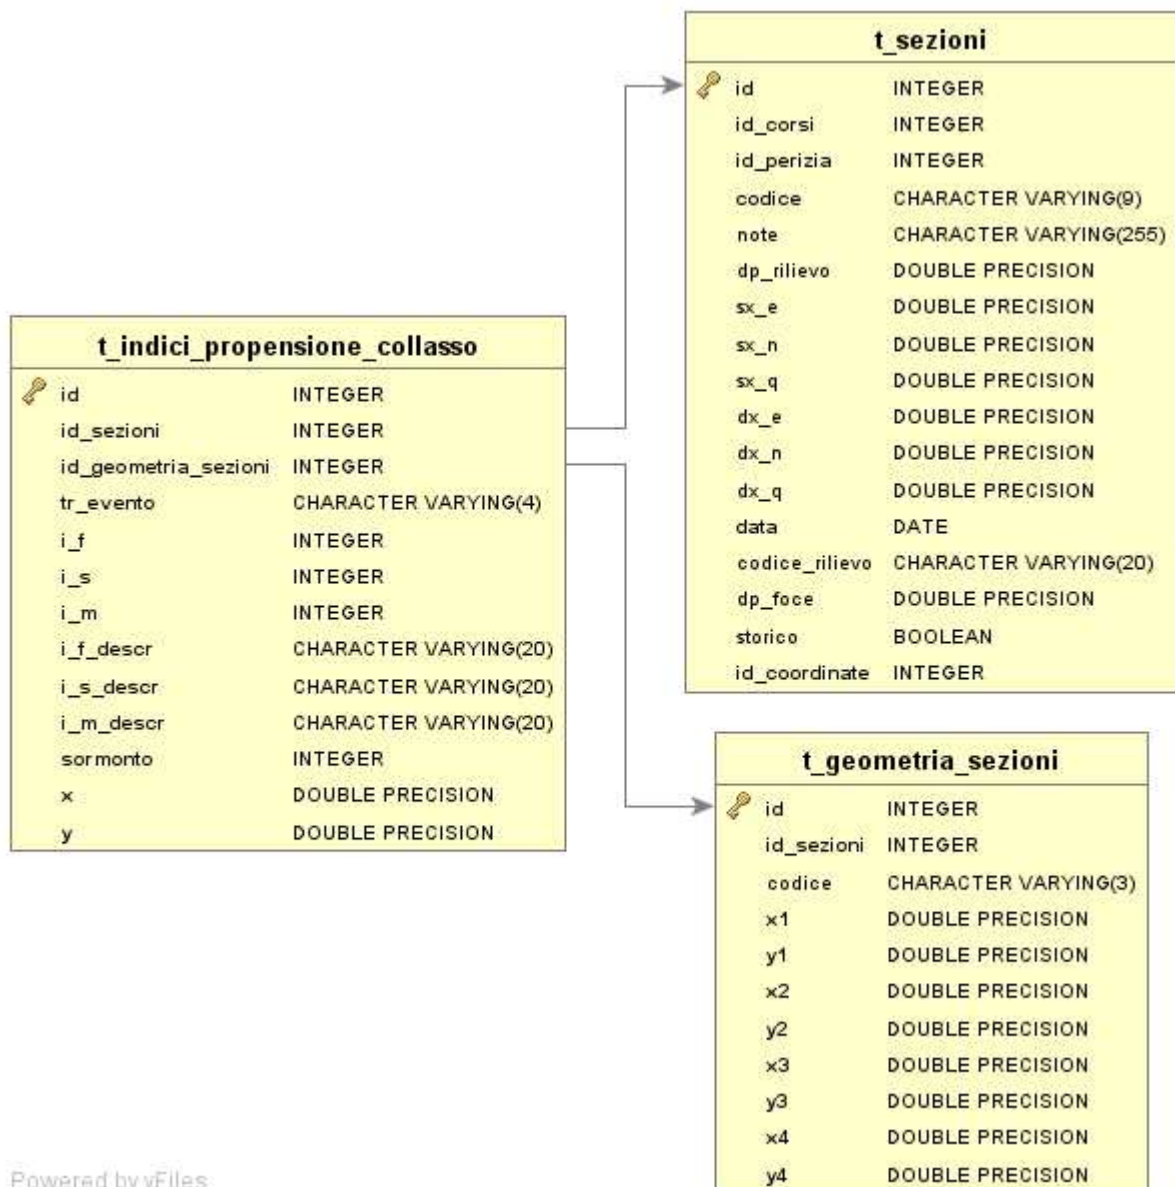 t_sezioni
id INTEGER
id_corsi INTEGER
id_perizia INTEGER
codice CHARACTER VARYING(9)
note CHARACTER VARYING(255)
dp_rilievo DOUBLE PRECISION
sx_e DOUBLE PRECISION
sx_n DOUBLE PRECISION
sx_q DOUBLE PRECISION
dx_e DOUBLE PRECISION
dx_n DOUBLE PRECISION
dx_q DOUBLE PRECISION
data DATE
codice_rilievo CHARACTER VARYING(20)
dp_foce DOUBLE PRECISION
storico BOOLEAN
id_coordinate INTEGER
t_indici_propensione_collasso
id INTEGER
id_sezioni INTEGER
id_geometria_sezioni INTEGER
tr_evento CHARACTER VARYING(4)
i_f INTEGER
i_s INTEGER
i_m INTEGER
i_f_descr CHARACTER VARYING(20)
i_s_descr CHARACTER VARYING(20)
i_m_descr CHARACTER VARYING(20)
sormonto INTEGER
x DOUBLE PRECISION
y DOUBLE PRECISION
t_geometria_sezioni
id INTEGER
id_sezioni INTEGER
codice CHARACTER VARYING(3)
x1 DOUBLE PRECISION
y1 DOUBLE PRECISION
x2 DOUBLE PRECISION
y2 DOUBLE PRECISION
x3 DOUBLE PRECISION
y3 DOUBLE PRECISION
x4 DOUBLE PRECISION
y4 DOUBLE PRECISION
Powered by yFiles